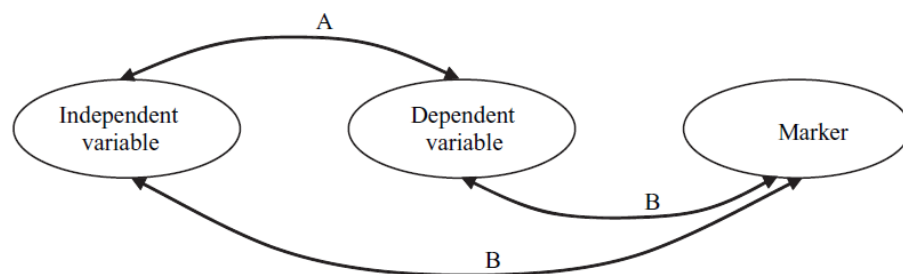 A
Independent
variable
Dependent
variable
Marker
B
B